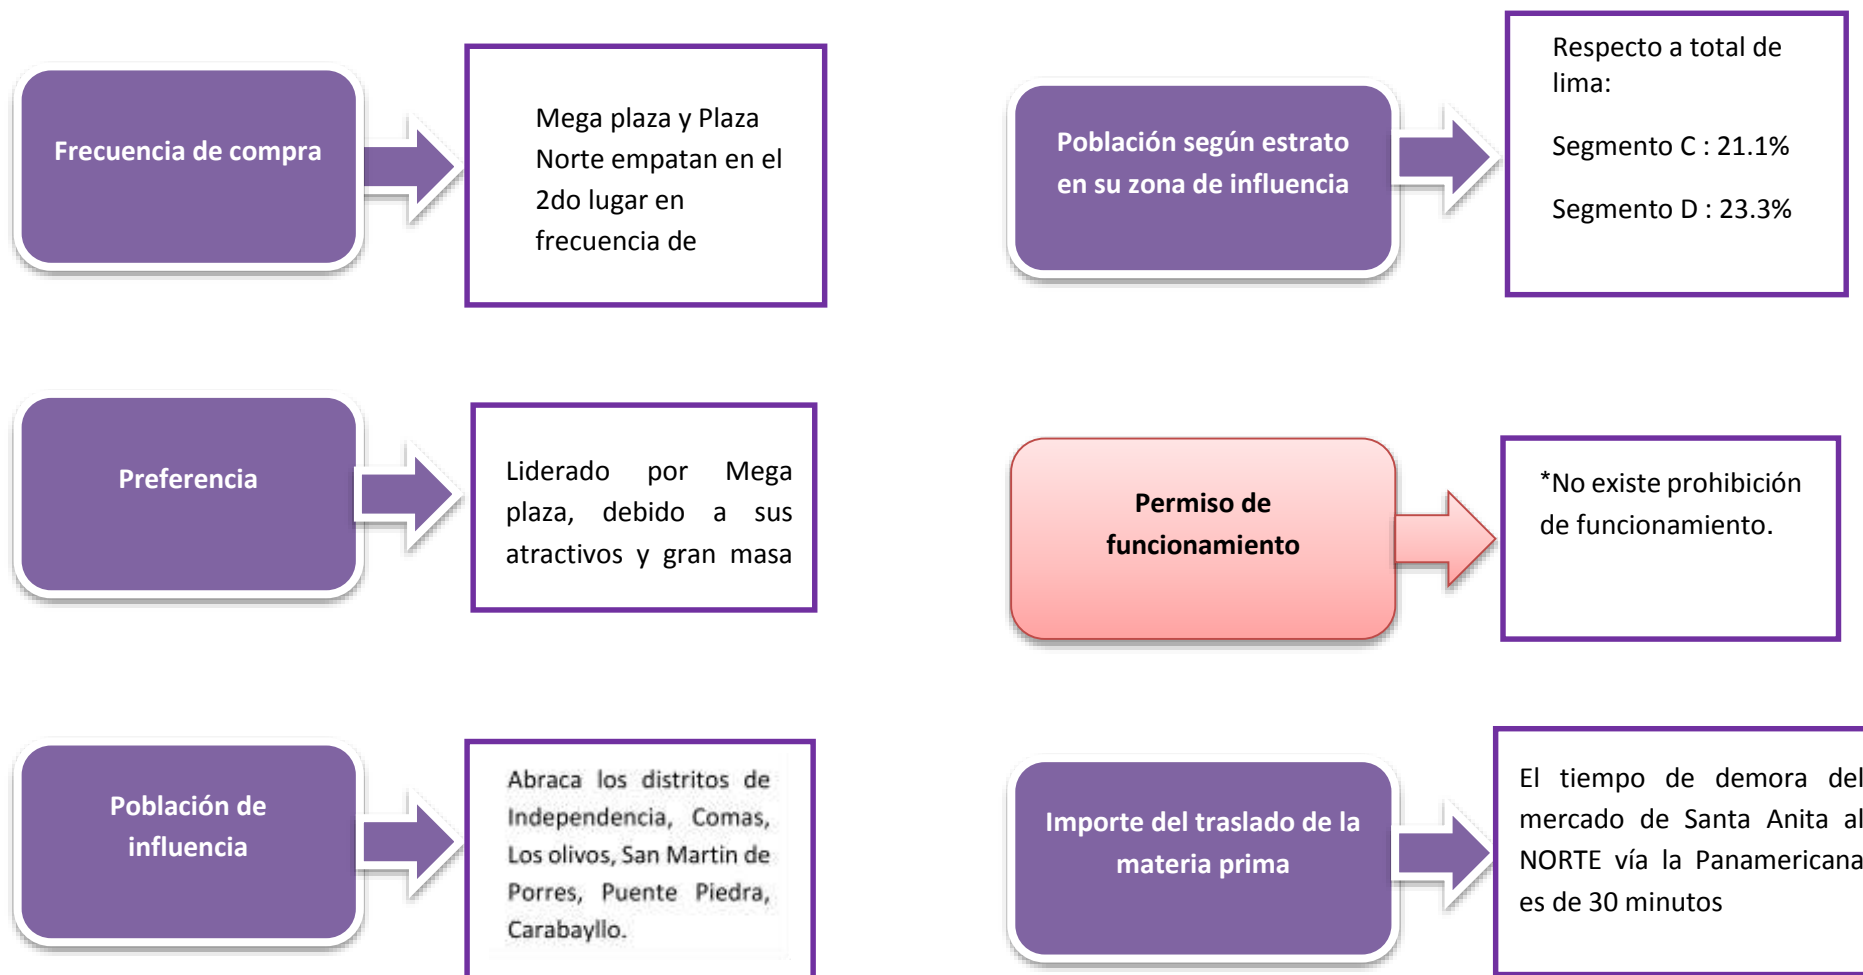 Frecuencia de compra
Mega plaza y Plaza
Norte empatan en el
2do lugar en
frecuencia de
Población según estrato
en su zona de influencia
Respecto a total de
lima:
Segmento C : 21.1%
Segmento D : 23.3%
Preferencia
Liderado por Mega
plaza, debido a sus
atractivos y gran masa
Permiso de
funcionamiento
*No existe prohibición
de funcionamiento.
Población de
influencia
Abraca los distritos de
Independencia, Comas,
Los olivos, San Martin de
Porres, Puente Piedra,
Carabayllo.
Importe del traslado de la
materia prima
El tiempo de demora del
mercado de Santa Anita al
NORTE vía la Panamericana
es de 30 minutos